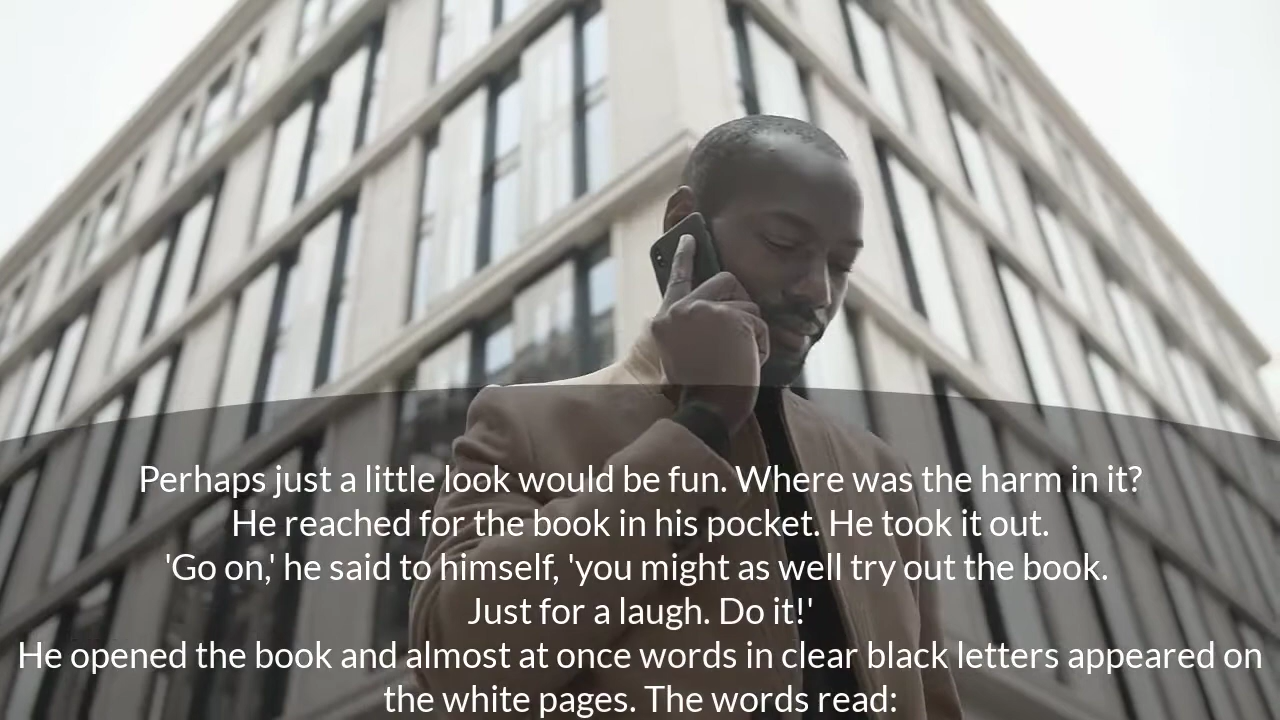 Perhaps just a little look would be fun. Where was the harm in it?
He reached for the book in his pocket. He took it out.
'Go on,' he said to himself, 'you might as well try out the book.
Just for a laugh. Do it!'
He opened the book and almost at once words in clear black letters appeared on
the white pages. The words read: